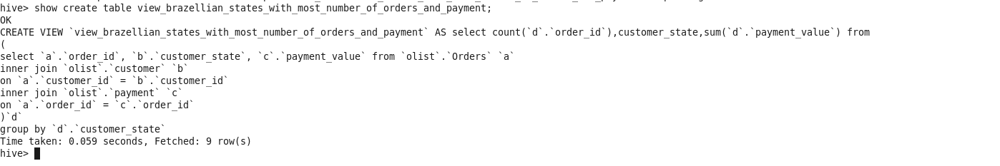 hive> show create table view_brazellian_states_with_most_number_of_orders_and_payment;
OK
CREATE VIEW `view_brazellian_states_with_most_number_of_orders_and_payment` AS select count(`d`.`order_id`),customer_state,sum(`d`.`payment_value`) from
(
select `a`.`order_id`, `b`.`customer_state`, `c`.`payment_value` from `olist`.`Orders` `a`
inner join `olist`.`customer` `b`
on `a`.`customer_id` = `b`.`customer_id`
inner join `olist`.`payment` `c`
on `a`.`order_id` = `c`.`order_id`
)`d`
group by `d`.`customer_state`
Time taken: 0.059 seconds, Fetched: 9 row(s)
hive>